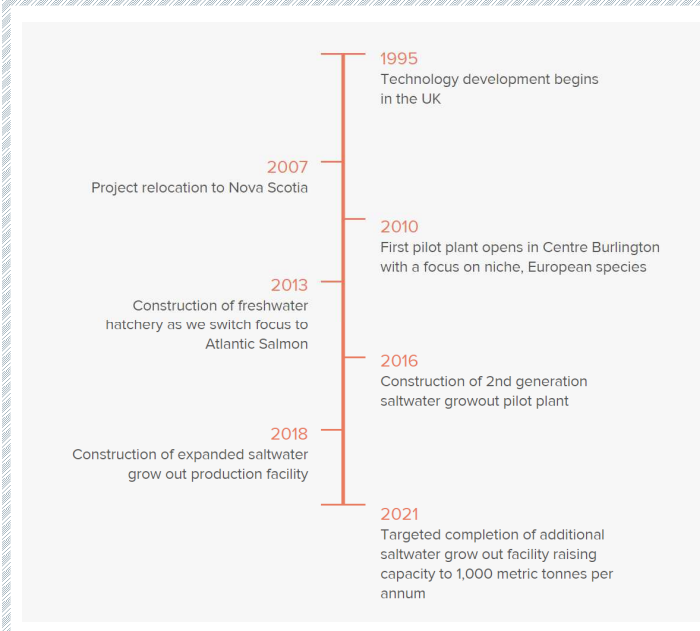 1995
Technology development begins
in the UK
2007
Project relocation to Nova Scotia
2010
First pilot plant opens in Centre Burlington
with a focus on niche, European species
2013
Construction of freshwater
hatchery as we switch focus to
Atlantic Salmon
2016
Construction of 2nd generation
saltwater growout pilot plant
2018
Construction of expanded saltwater
grow out production facility
2021
Targeted completion of additional
saltwater grow out facility raising
capacity to 1,000 metric tonnes per
annum